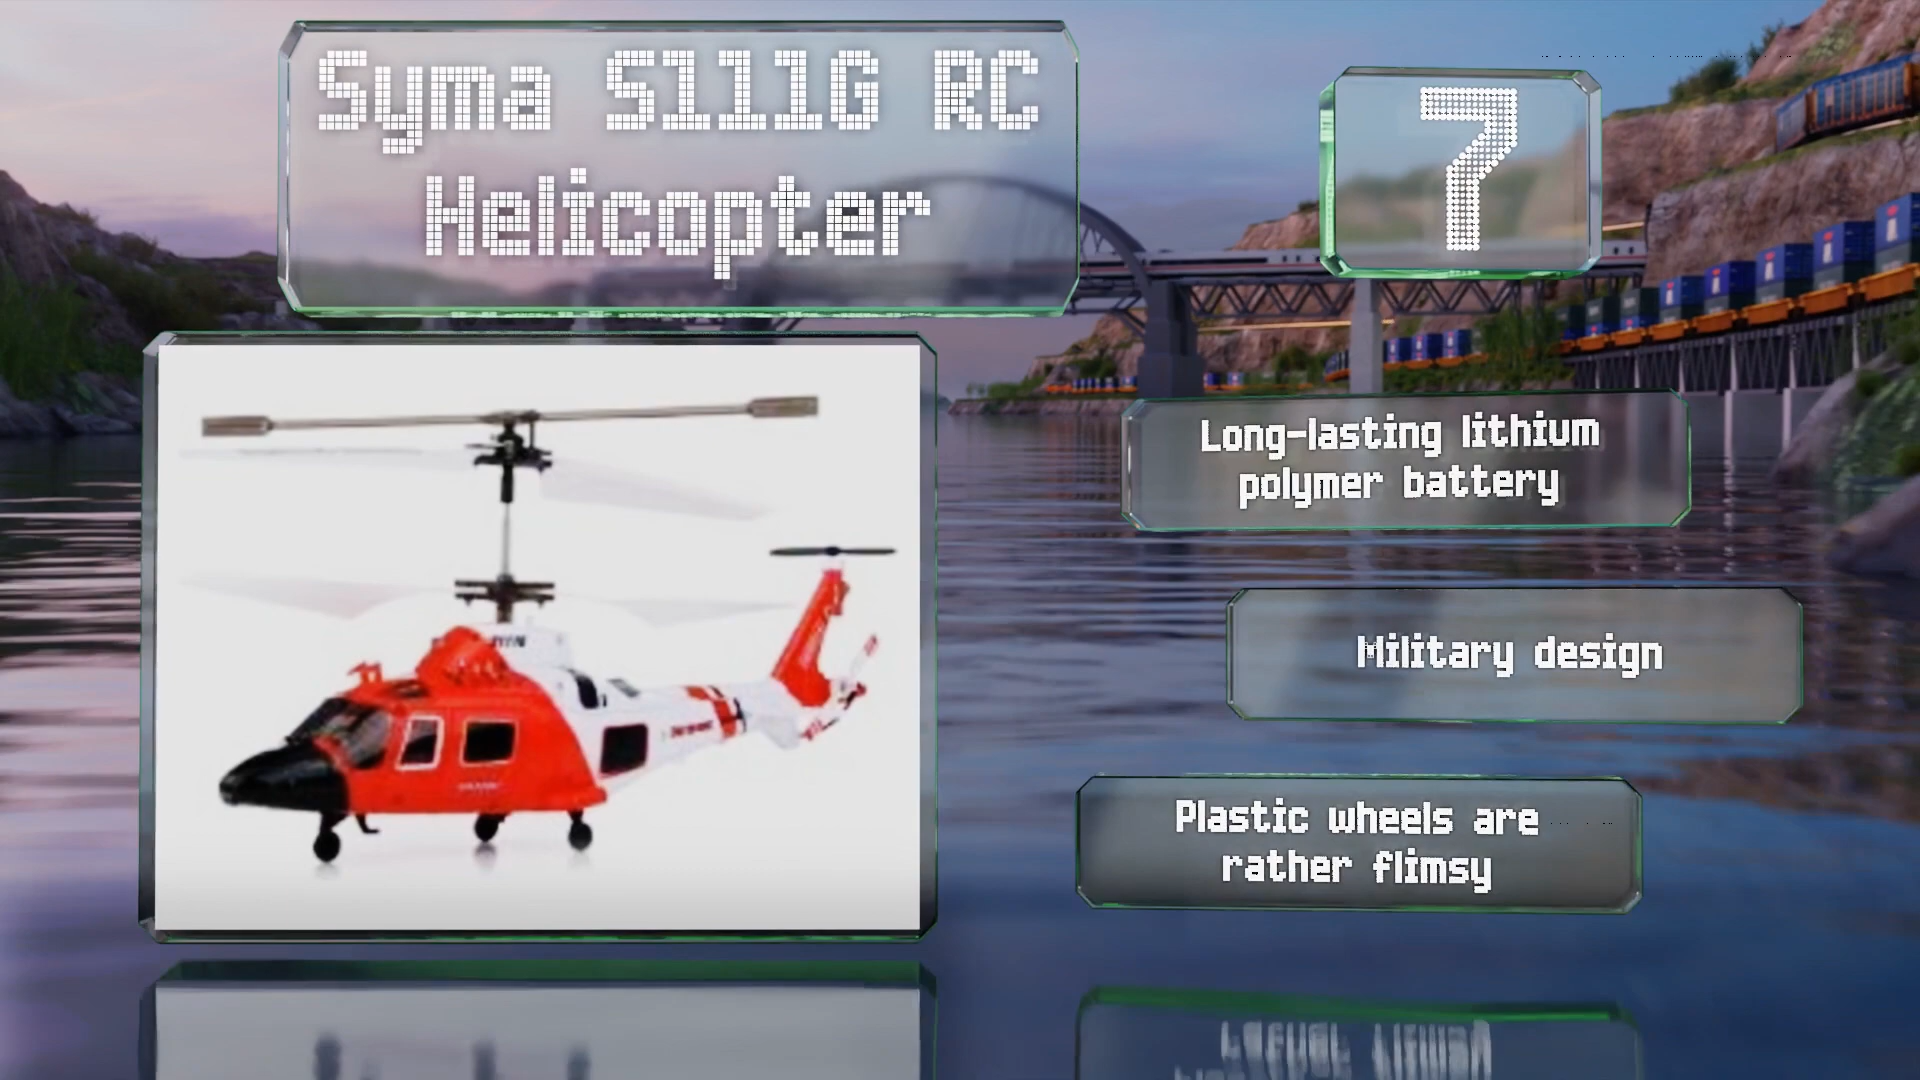 Syma S111G RC
Helicopter
7
Long-lasting lithium
polymer battery
Military design
Plastic wheels are
rather flimsy